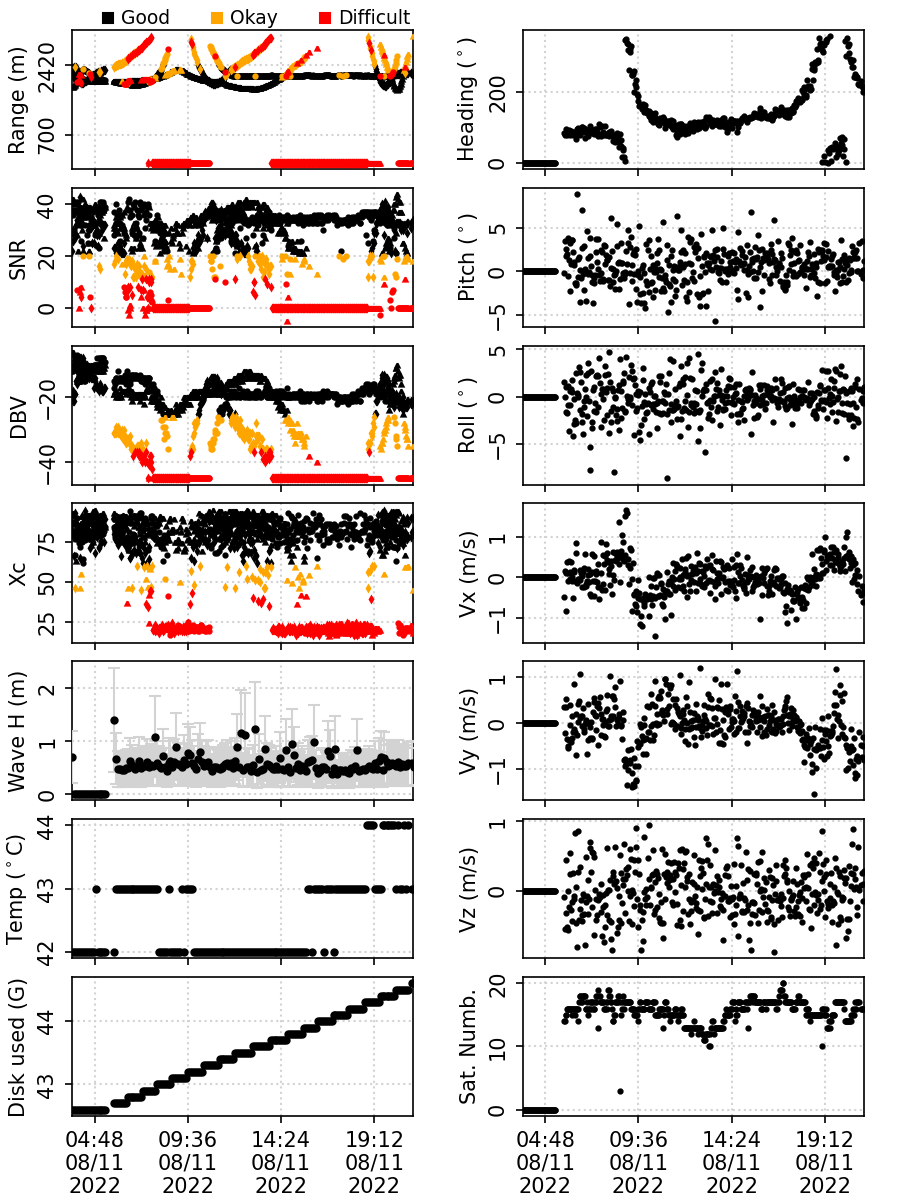 Good Okay Difficult
Range (m)
2420
700
Heading (°)
200
0
SNR
40
20
0
Pitch (°)
5
0
−5
DBV
−20
−40
Roll (°)
5
0
−5
Xc
75
50
25
Vx (m/s)
1
0
−1
Wave H (m)
2
1
0
Vy (m/s)
1
0
−1
Temp (°C)
44
43
42
Vz (m/s)
1
0
Disk used (G)
44
43
Sat. Numb.
20
10
0
04:48 09:36 14:24 19:12
08/11 08/11 08/11 08/11
2022 2022 2022 2022
04:48 09:36 14:24 19:12
08/11 08/11 08/11 08/11
2022 2022 2022 2022